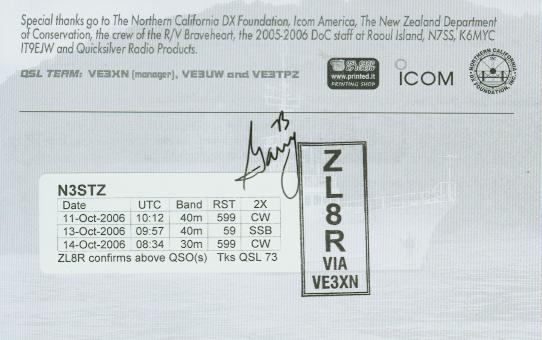 Special thanks go to The Northern California DX Foundation, Icom America, The New Zealand Department
of Conservation, the crew of the R/V Braveheart, the 2005-2006 DoC staff at Raoul Island, N7SS, K6MYC
IT9EJW and Quicksilver Radio Products.
QSL TEAM: VE3XN (manager), VE3UW and VE3TPZ
www.printed.it
PRINTING SHOP
ICOM
NORTHERN CALIFORNIA
DX FOUNDATION, INC.
73
Garry
N3STZ
Date UTC Band RST 2X
11-Oct-2006 10:12 40m 599 CW
13-Oct-2006 09:57 40m 59 SSB
14-Oct-2006 08:34 30m 599 CW
ZL8R confirms above QSO(s) Tks QSL 73
ZL8R
VIA
VE3XN